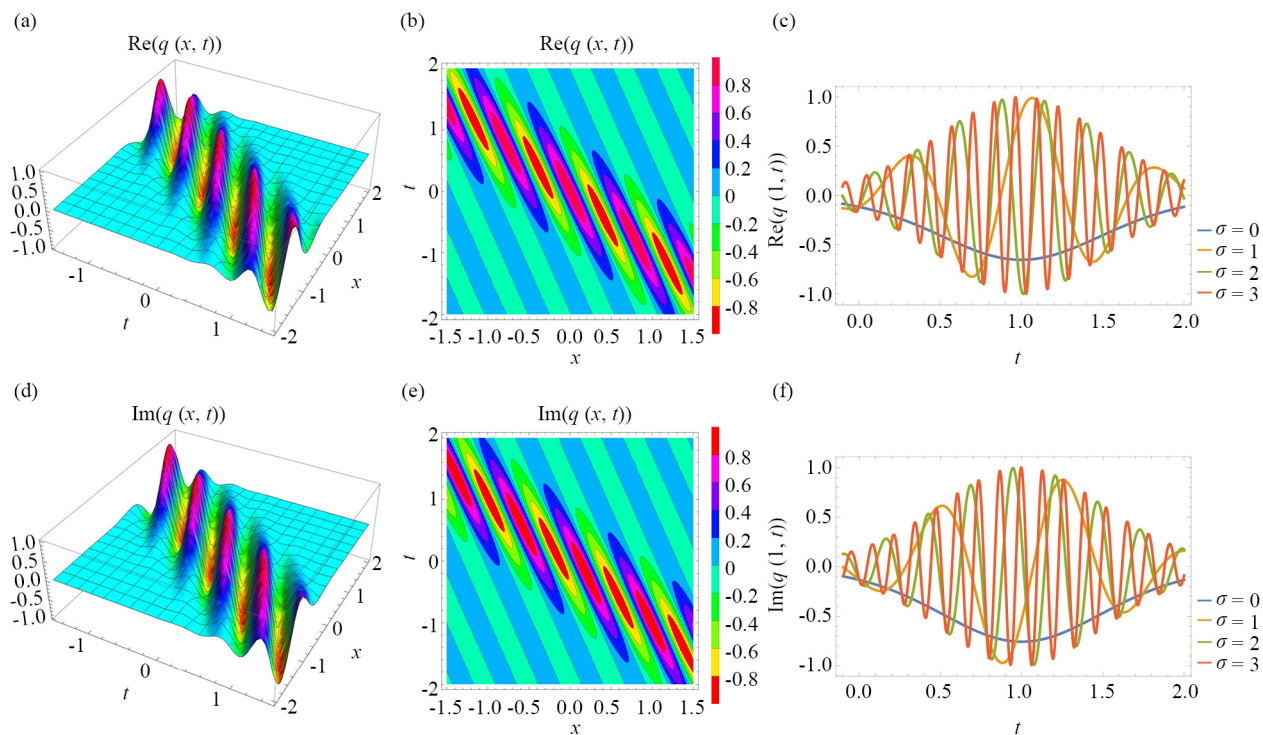 (a)
Re(q (x, t))
1.0
0.5
0.0
-0.5
-1.0
-1
0
1
t
-2
-1
0
1
2
x
(b)
Re(q (x, t))
2
1
0
-1
-2
t
-1.5 -1.0 -0.5 0.0 0.5 1.0 1.5
x
0.8
0.6
0.4
0.2
0
-0.2
-0.4
-0.6
-0.8
(c)
1.0
0.5
0.0
-0.5
-1.0
Re(q (1, t))
0.0 0.5 1.0 1.5 2.0
t
σ = 0
σ = 1
σ = 2
σ = 3
(d)
Im(q (x, t))
1.0
0.5
0.0
-0.5
-1.0
-1
0
1
t
-2
-1
0
1
2
x
(e)
Im(q (x, t))
2
1
0
-1
-2
t
-1.5 -1.0 -0.5 0.0 0.5 1.0 1.5
x
0.8
0.6
0.4
0.2
0
-0.2
-0.4
-0.6
-0.8
(f)
1.0
0.5
0.0
-0.5
-1.0
Im(q (1, t))
0.0 0.5 1.0 1.5 2.0
t
σ = 0
σ = 1
σ = 2
σ = 3